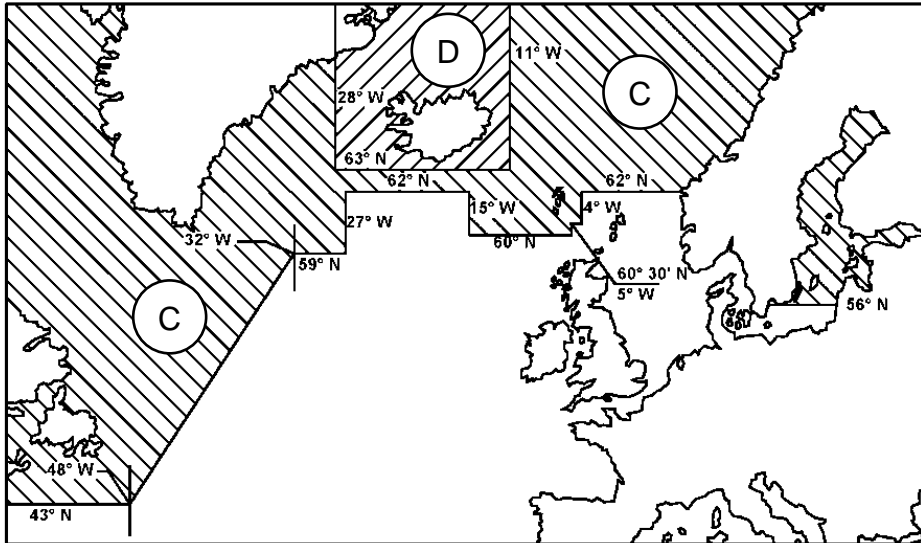 D
11° W
C
28° W
63° N
62° N
62° N
27° W
15° W
4° W
32° W
60° N
59° N
60° 30' N
5° W
56° N
C
48° W
43° N